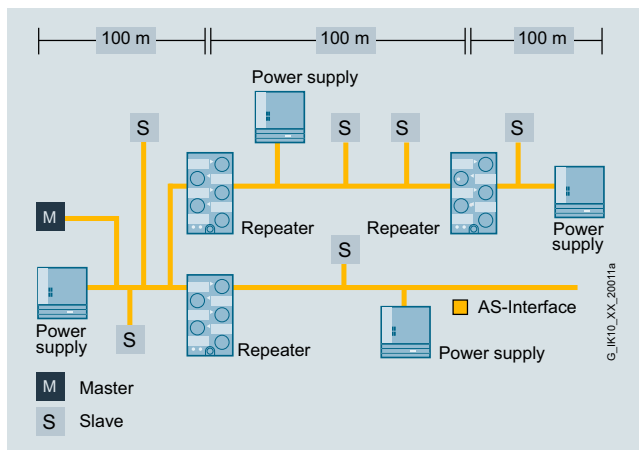 100 m 100 m 100 m
Power supply
S S S S
Repeater Repeater
M
Power
supply
S
Power
supply
S
Repeater
AS-Interface
Power supply
G_IK10_XX_20011a
M Master
S Slave